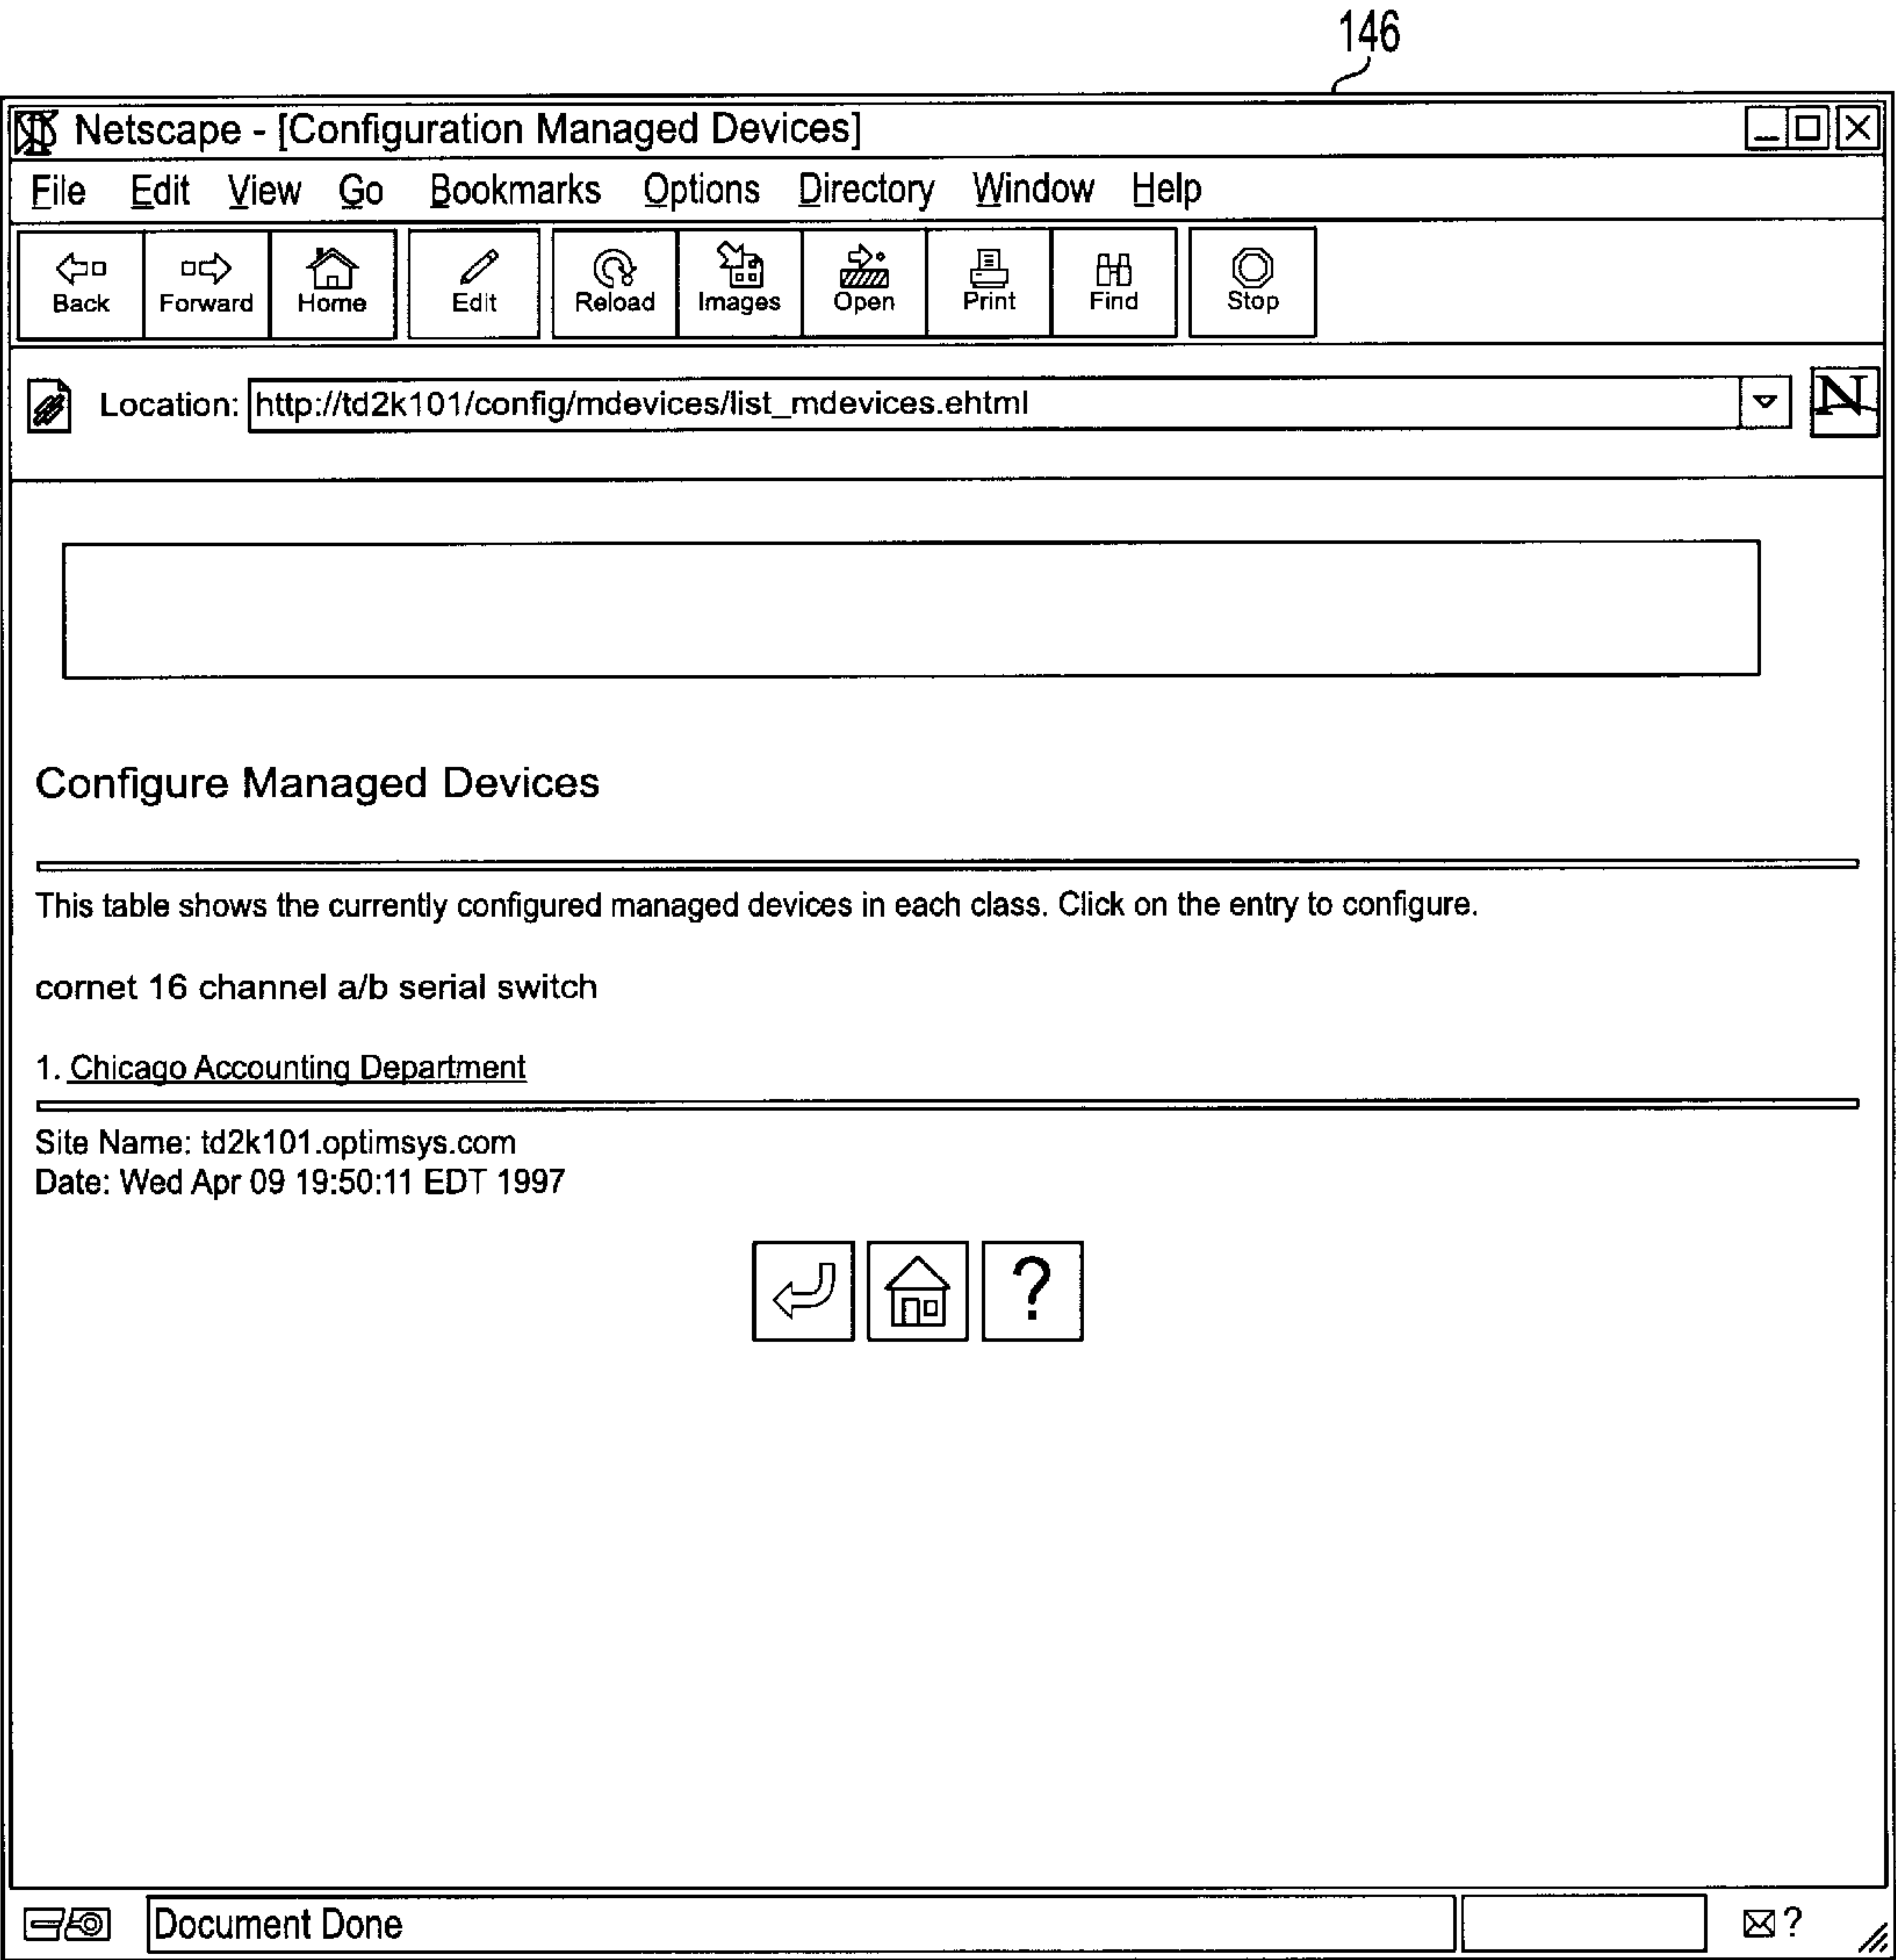 146
Netscape - [Configuration Managed Devices]
File Edit View Go Bookmarks Options Directory Window Help
Back Forward Home Edit Reload Images Open Print Find Stop
Location: http://td2k101/config/mdevices/list_mdevices.ehtml
N
Configure Managed Devices
This table shows the currently configured managed devices in each class. Click on the entry to configure.
cornet 16 channel a/b serial switch
1. Chicago Accounting Department
Site Name: td2k101.optimsys.com
Date: Wed Apr 09 19:50:11 EDT 1997
?
Document Done
?